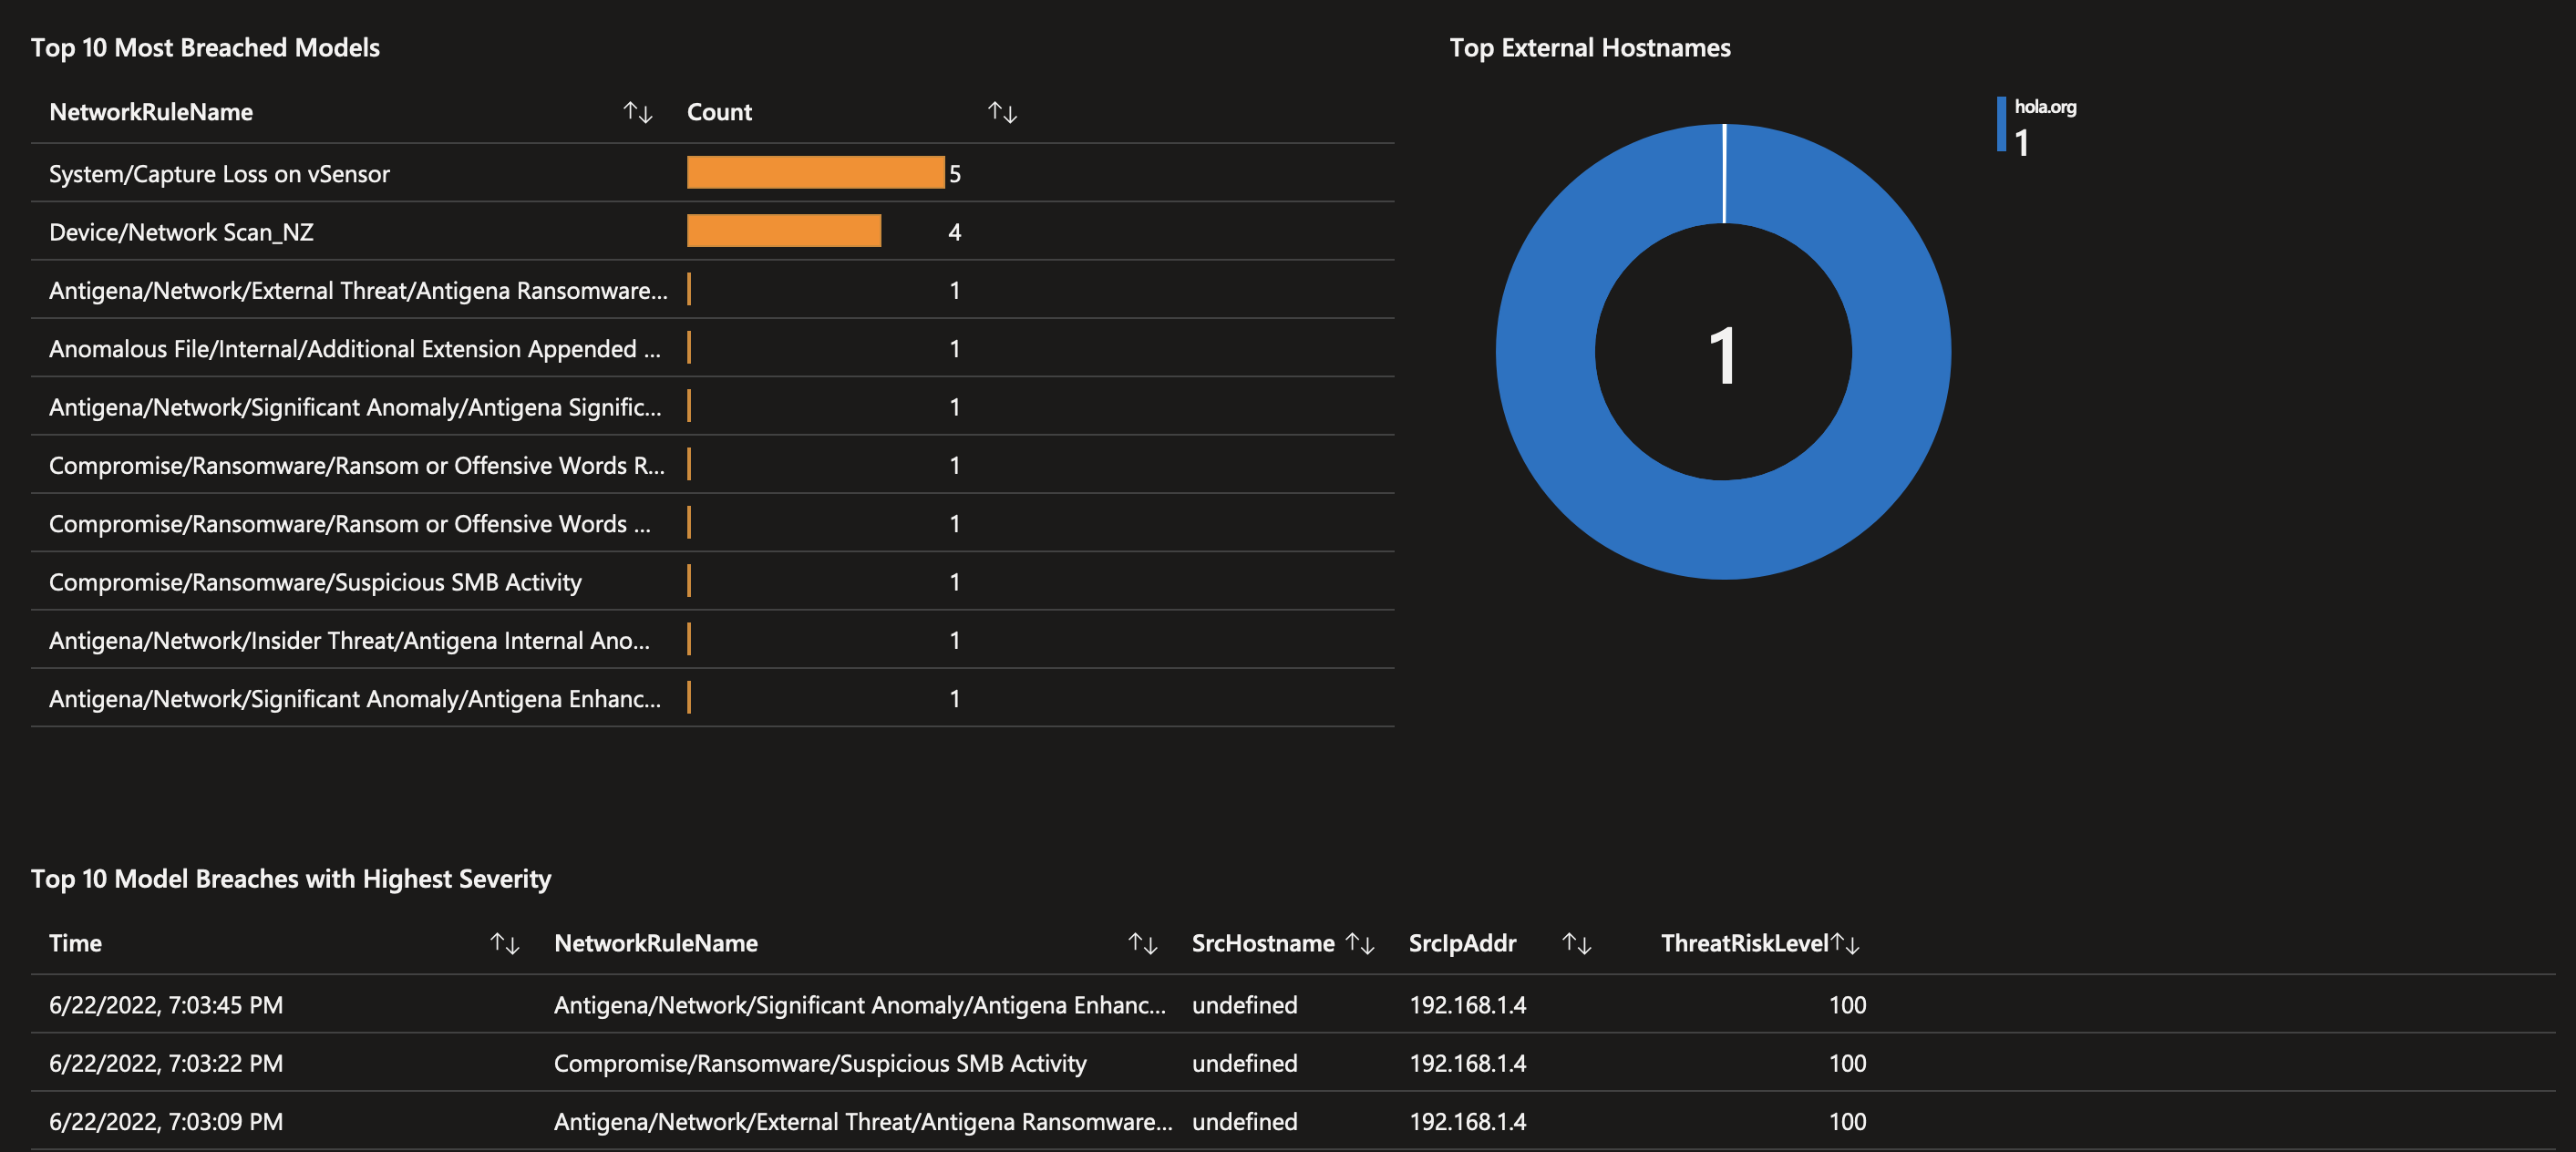 Top 10 Most Breached Models
NetworkRuleName ↑↓ Count ↑↓
System/Capture Loss on vSensor 5
Device/Network Scan_NZ 4
Antigena/Network/External Threat/Antigena Ransomware... 1
Anomalous File/Internal/Additional Extension Appended ... 1
Antigena/Network/Significant Anomaly/Antigena Signific... 1
Compromise/Ransomware/Ransom or Offensive Words R... 1
Compromise/Ransomware/Ransom or Offensive Words ... 1
Compromise/Ransomware/Suspicious SMB Activity 1
Antigena/Network/Insider Threat/Antigena Internal Ano... 1
Antigena/Network/Significant Anomaly/Antigena Enhanc... 1
Top External Hostnames
hola.org
1
1
Top 10 Model Breaches with Highest Severity
Time ↑↓ NetworkRuleName ↑↓ SrcHostname ↑↓ SrcIpAddr ↑↓ ThreatRiskLevel ↑↓
6/22/2022, 7:03:45 PM Antigena/Network/Significant Anomaly/Antigena Enhanc... undefined 192.168.1.4 100
6/22/2022, 7:03:22 PM Compromise/Ransomware/Suspicious SMB Activity undefined 192.168.1.4 100
6/22/2022, 7:03:09 PM Antigena/Network/External Threat/Antigena Ransomware... undefined 192.168.1.4 100